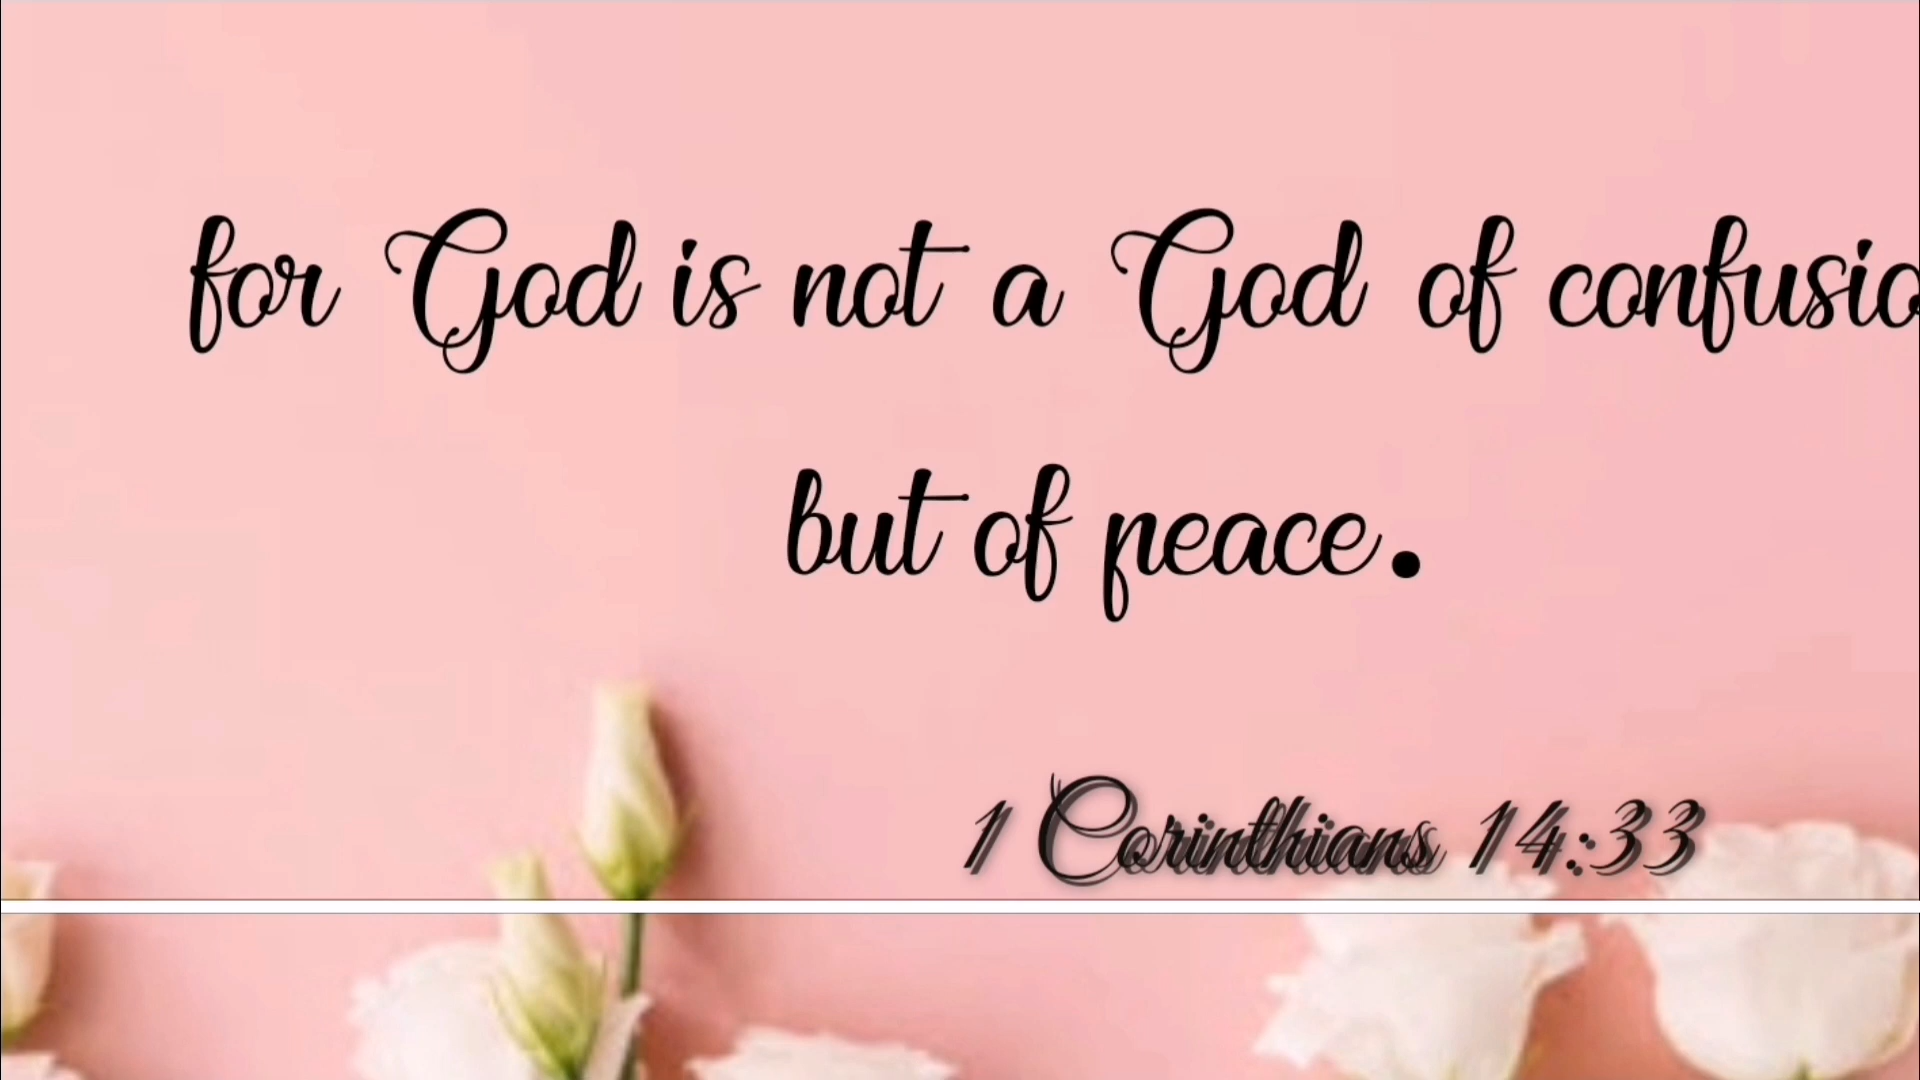 for God is not a God of confusio
but of peace.
1 Corinthians 14:33